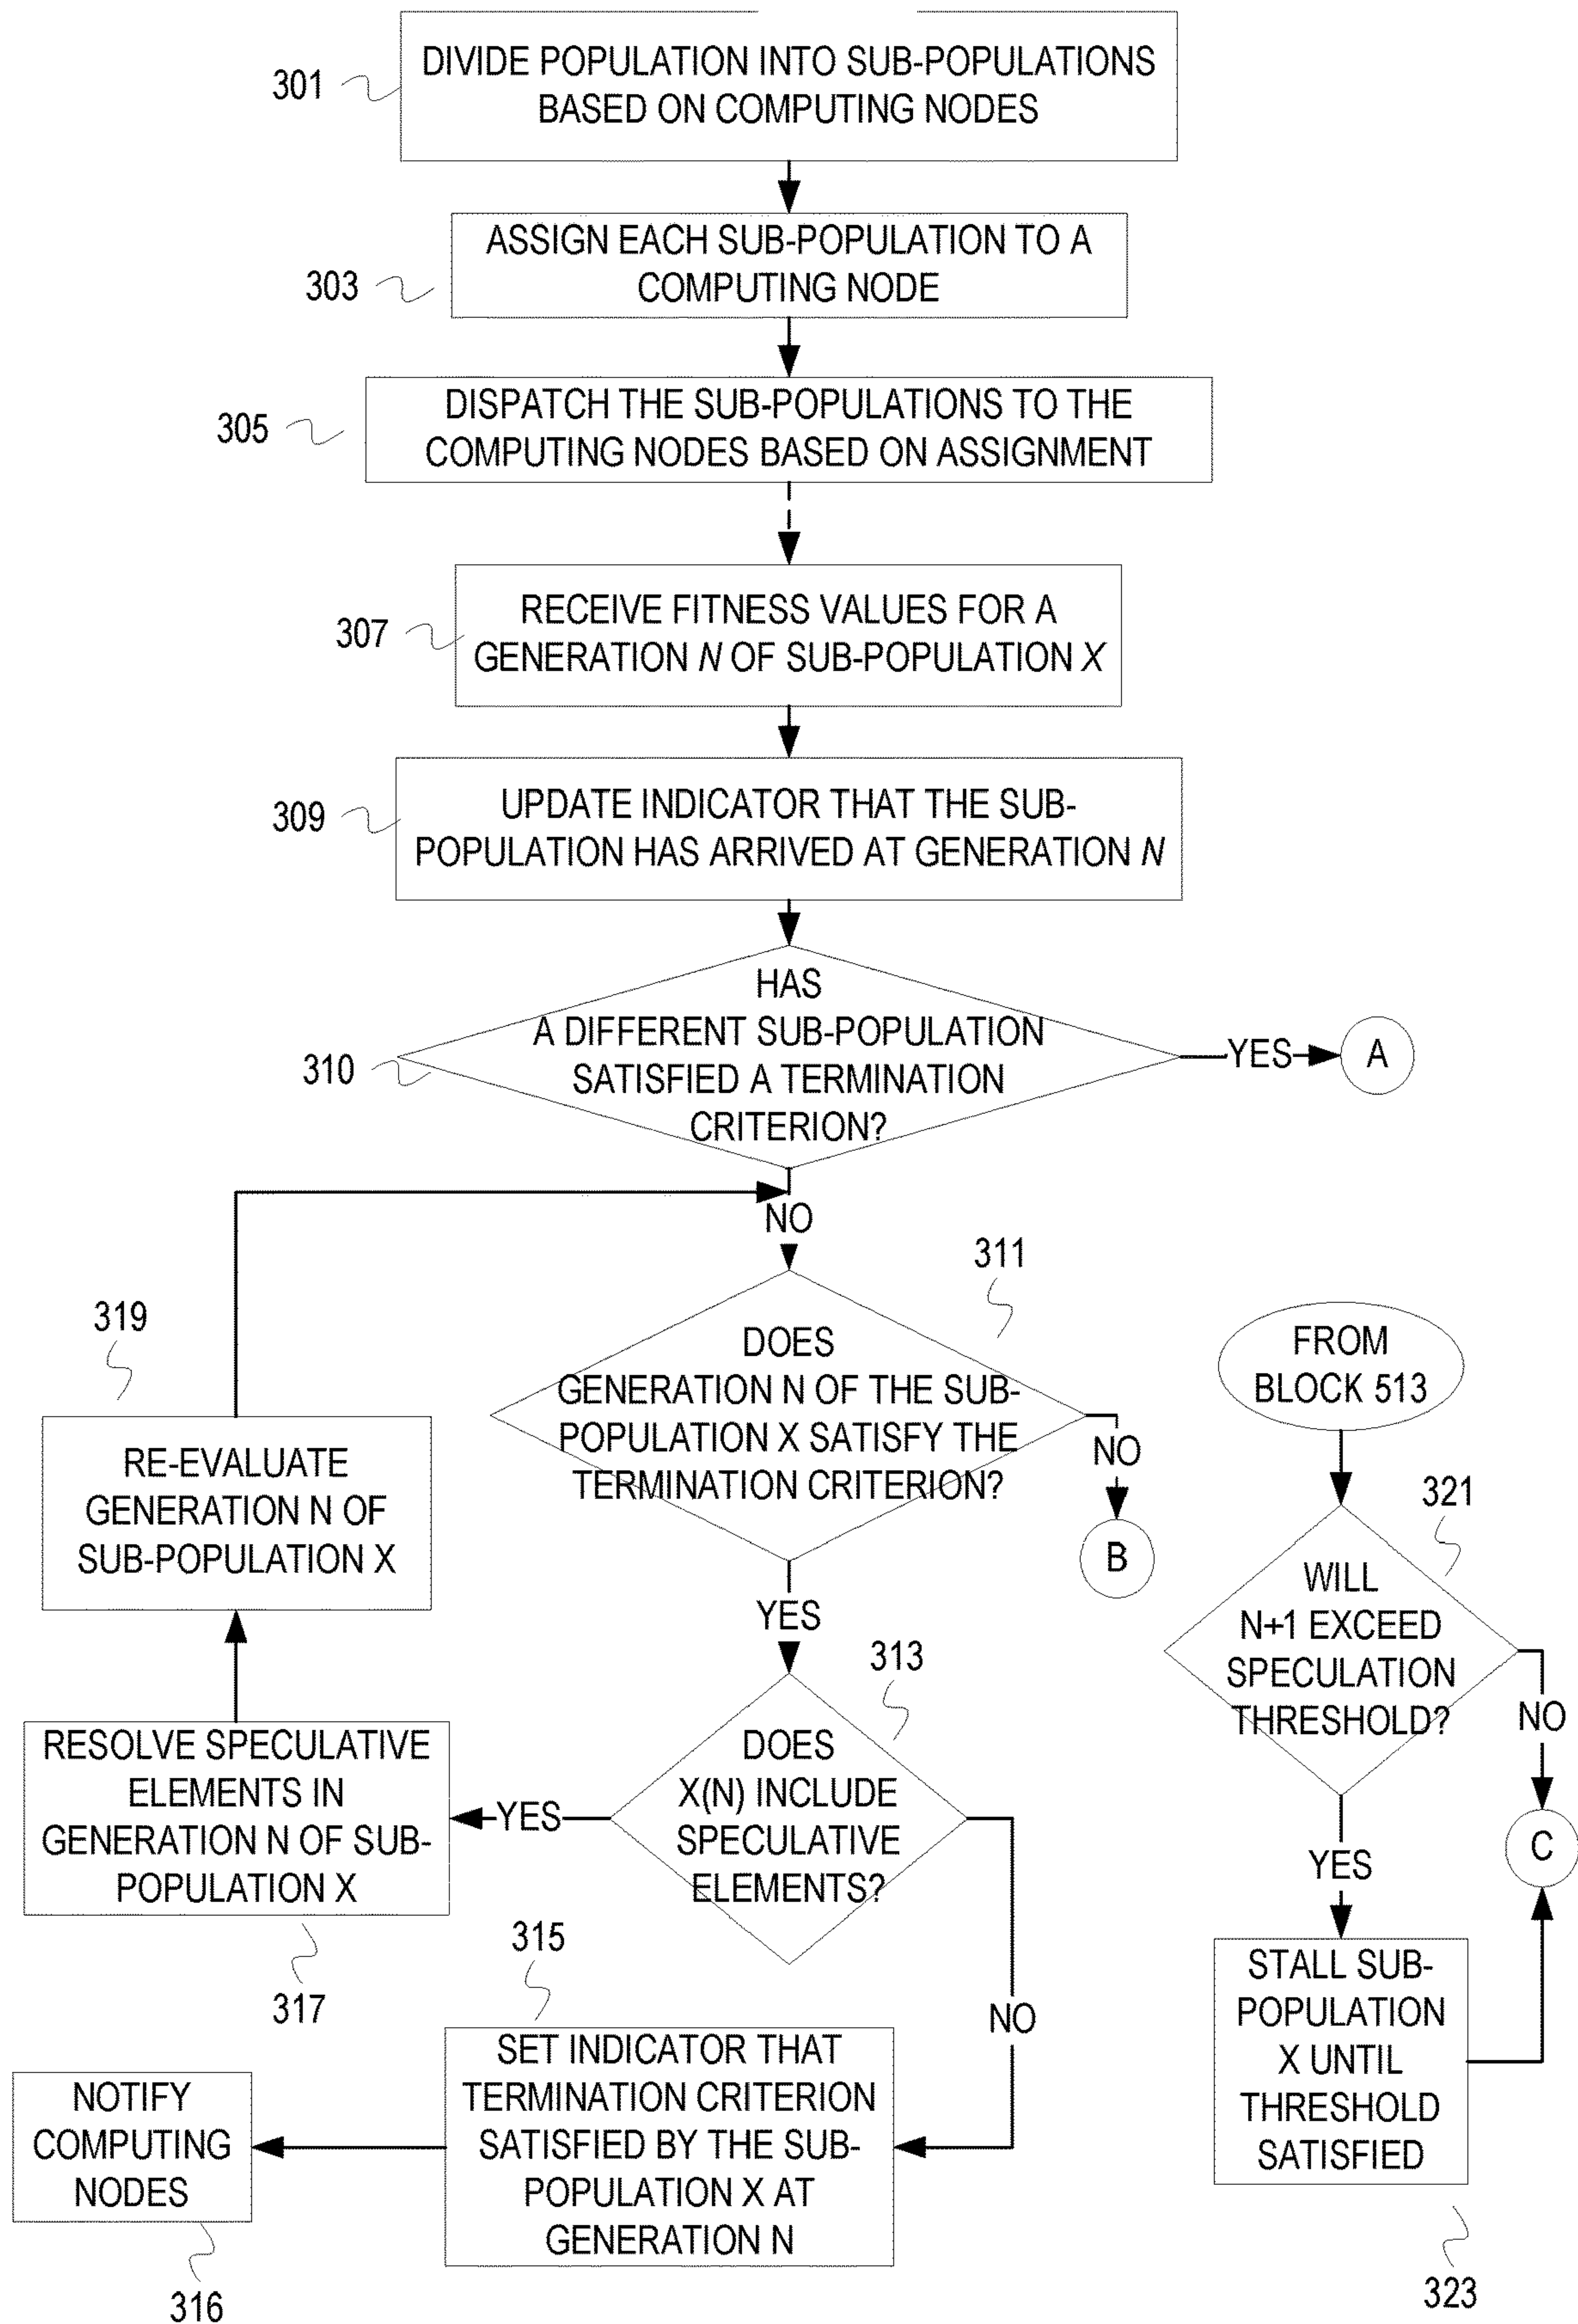 DIVIDE POPULATION INTO SUB-POPULATIONS
BASED ON COMPUTING NODES
301
ASSIGN EACH SUB-POPULATION TO A
COMPUTING NODE
303
DISPATCH THE SUB-POPULATIONS TO THE
COMPUTING NODES BASED ON ASSIGNMENT
305
RECEIVE FITNESS VALUES FOR A
GENERATION N OF SUB-POPULATION X
307
UPDATE INDICATOR THAT THE SUB-
POPULATION HAS ARRIVED AT GENERATION N
309
HAS
A DIFFERENT SUB-POPULATION
SATISFIED A TERMINATION
CRITERION?
310
YES
A
NO
311
DOES
GENERATION N OF THE SUB-
POPULATION X SATISFY THE
TERMINATION CRITERION?
NO
B
YES
319
RE-EVALUATE
GENERATION N OF
SUB-POPULATION X
313
DOES
X(N) INCLUDE
SPECULATIVE
ELEMENTS?
YES
NO
RESOLVE SPECULATIVE
ELEMENTS IN
GENERATION N OF SUB-
POPULATION X
317
315
SET INDICATOR THAT
TERMINATION CRITERION
SATISFIED BY THE SUB-
POPULATION X AT
GENERATION N
NOTIFY
COMPUTING
NODES
316
FROM
BLOCK 513
321
WILL
N+1 EXCEED
SPECULATION
THRESHOLD?
NO
C
YES
STALL SUB-
POPULATION
X UNTIL
THRESHOLD
SATISFIED
323